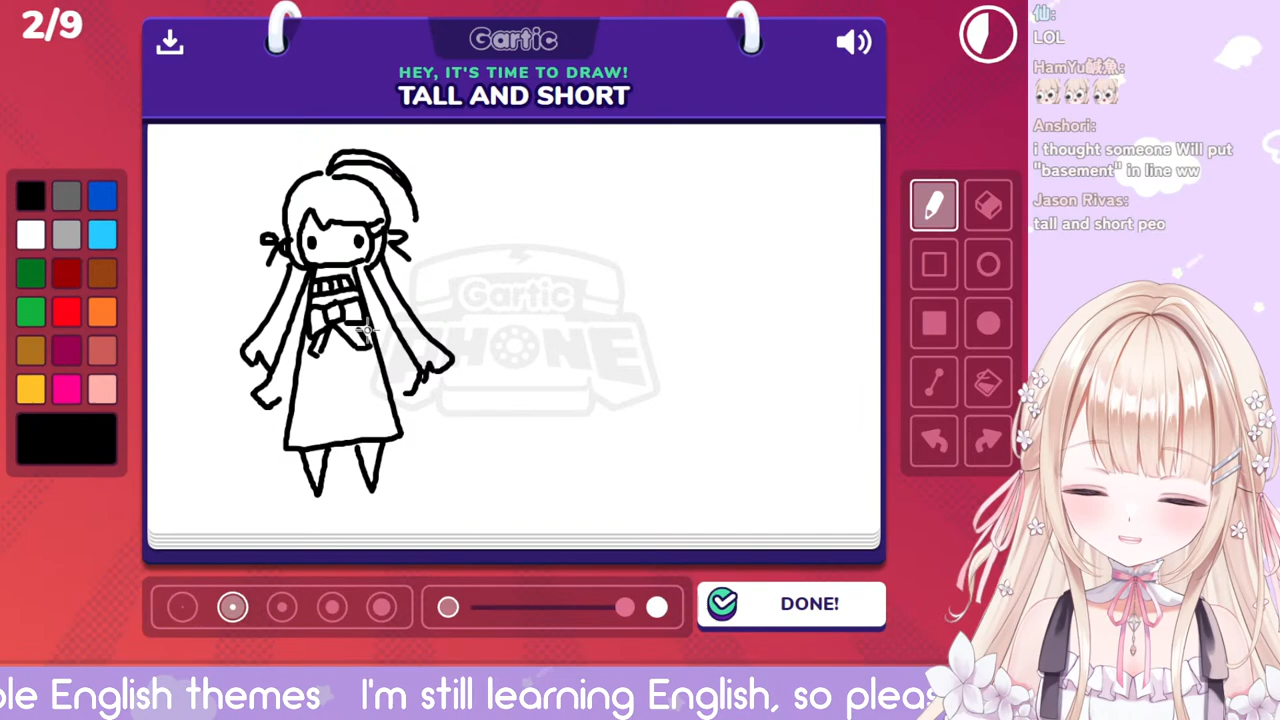 2/9
Gartic
HEY, IT'S TIME TO DRAW!
TALL AND SHORT
Gartic
PHONE
DONE!
仙:
LOL
HamYu鹹魚:
Anshori:
i thought someone Will put
"basement" in line ww
Jason Rivas:
tall and short peo
ple English themes I'm still learning English, so pleas